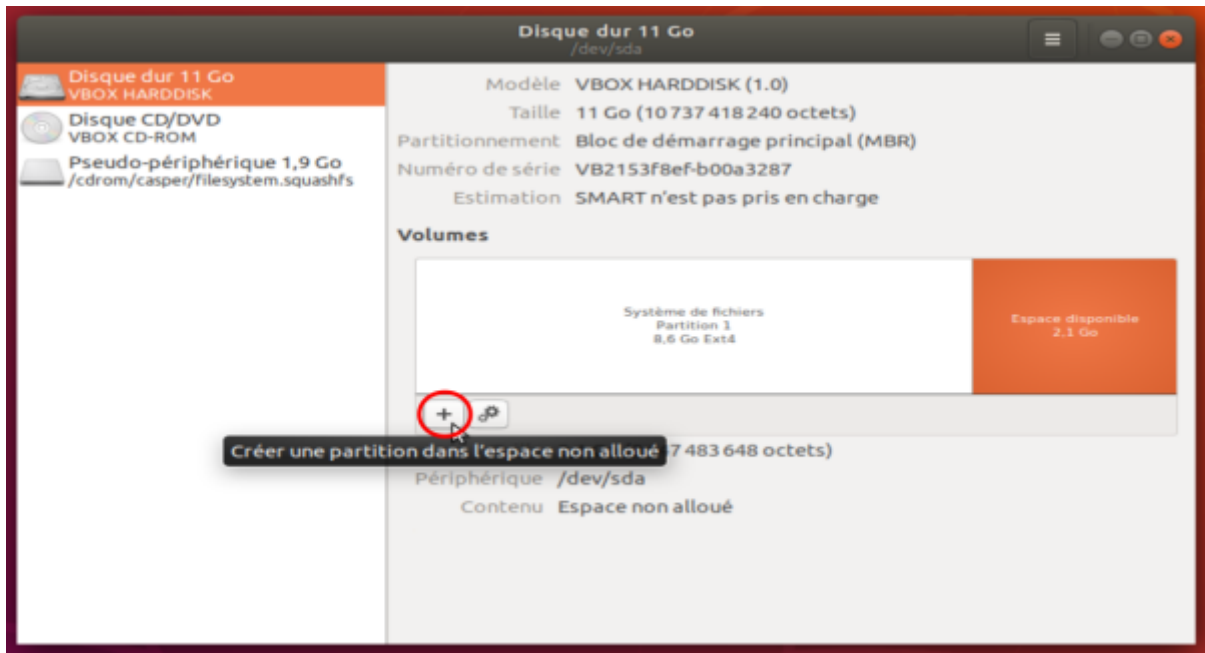 Disque dur 11 Go
/dev/sda
Disque dur 11 Go
VBOX HARDDISK
Disque CD/DVD
VBOX CD-ROM
Pseudo-périphérique 1,9 Go
/cdrom/casper/filesystem.squashfs
Modèle VBOX HARDDISK (1.0)
Taille 11 Go (10 737 418 240 octets)
Partitionnement Bloc de démarrage principal (MBR)
Numéro de série VB2153f8ef-b00a3287
Estimation SMART n'est pas pris en charge
Volumes
Système de fichiers
Partition 1
8,6 Go Ext4
Espace disponible
2,1 Go
+
Créer une partition dans l'espace non alloué
7 483 648 octets)
Périphérique /dev/sda
Contenu Espace non alloué